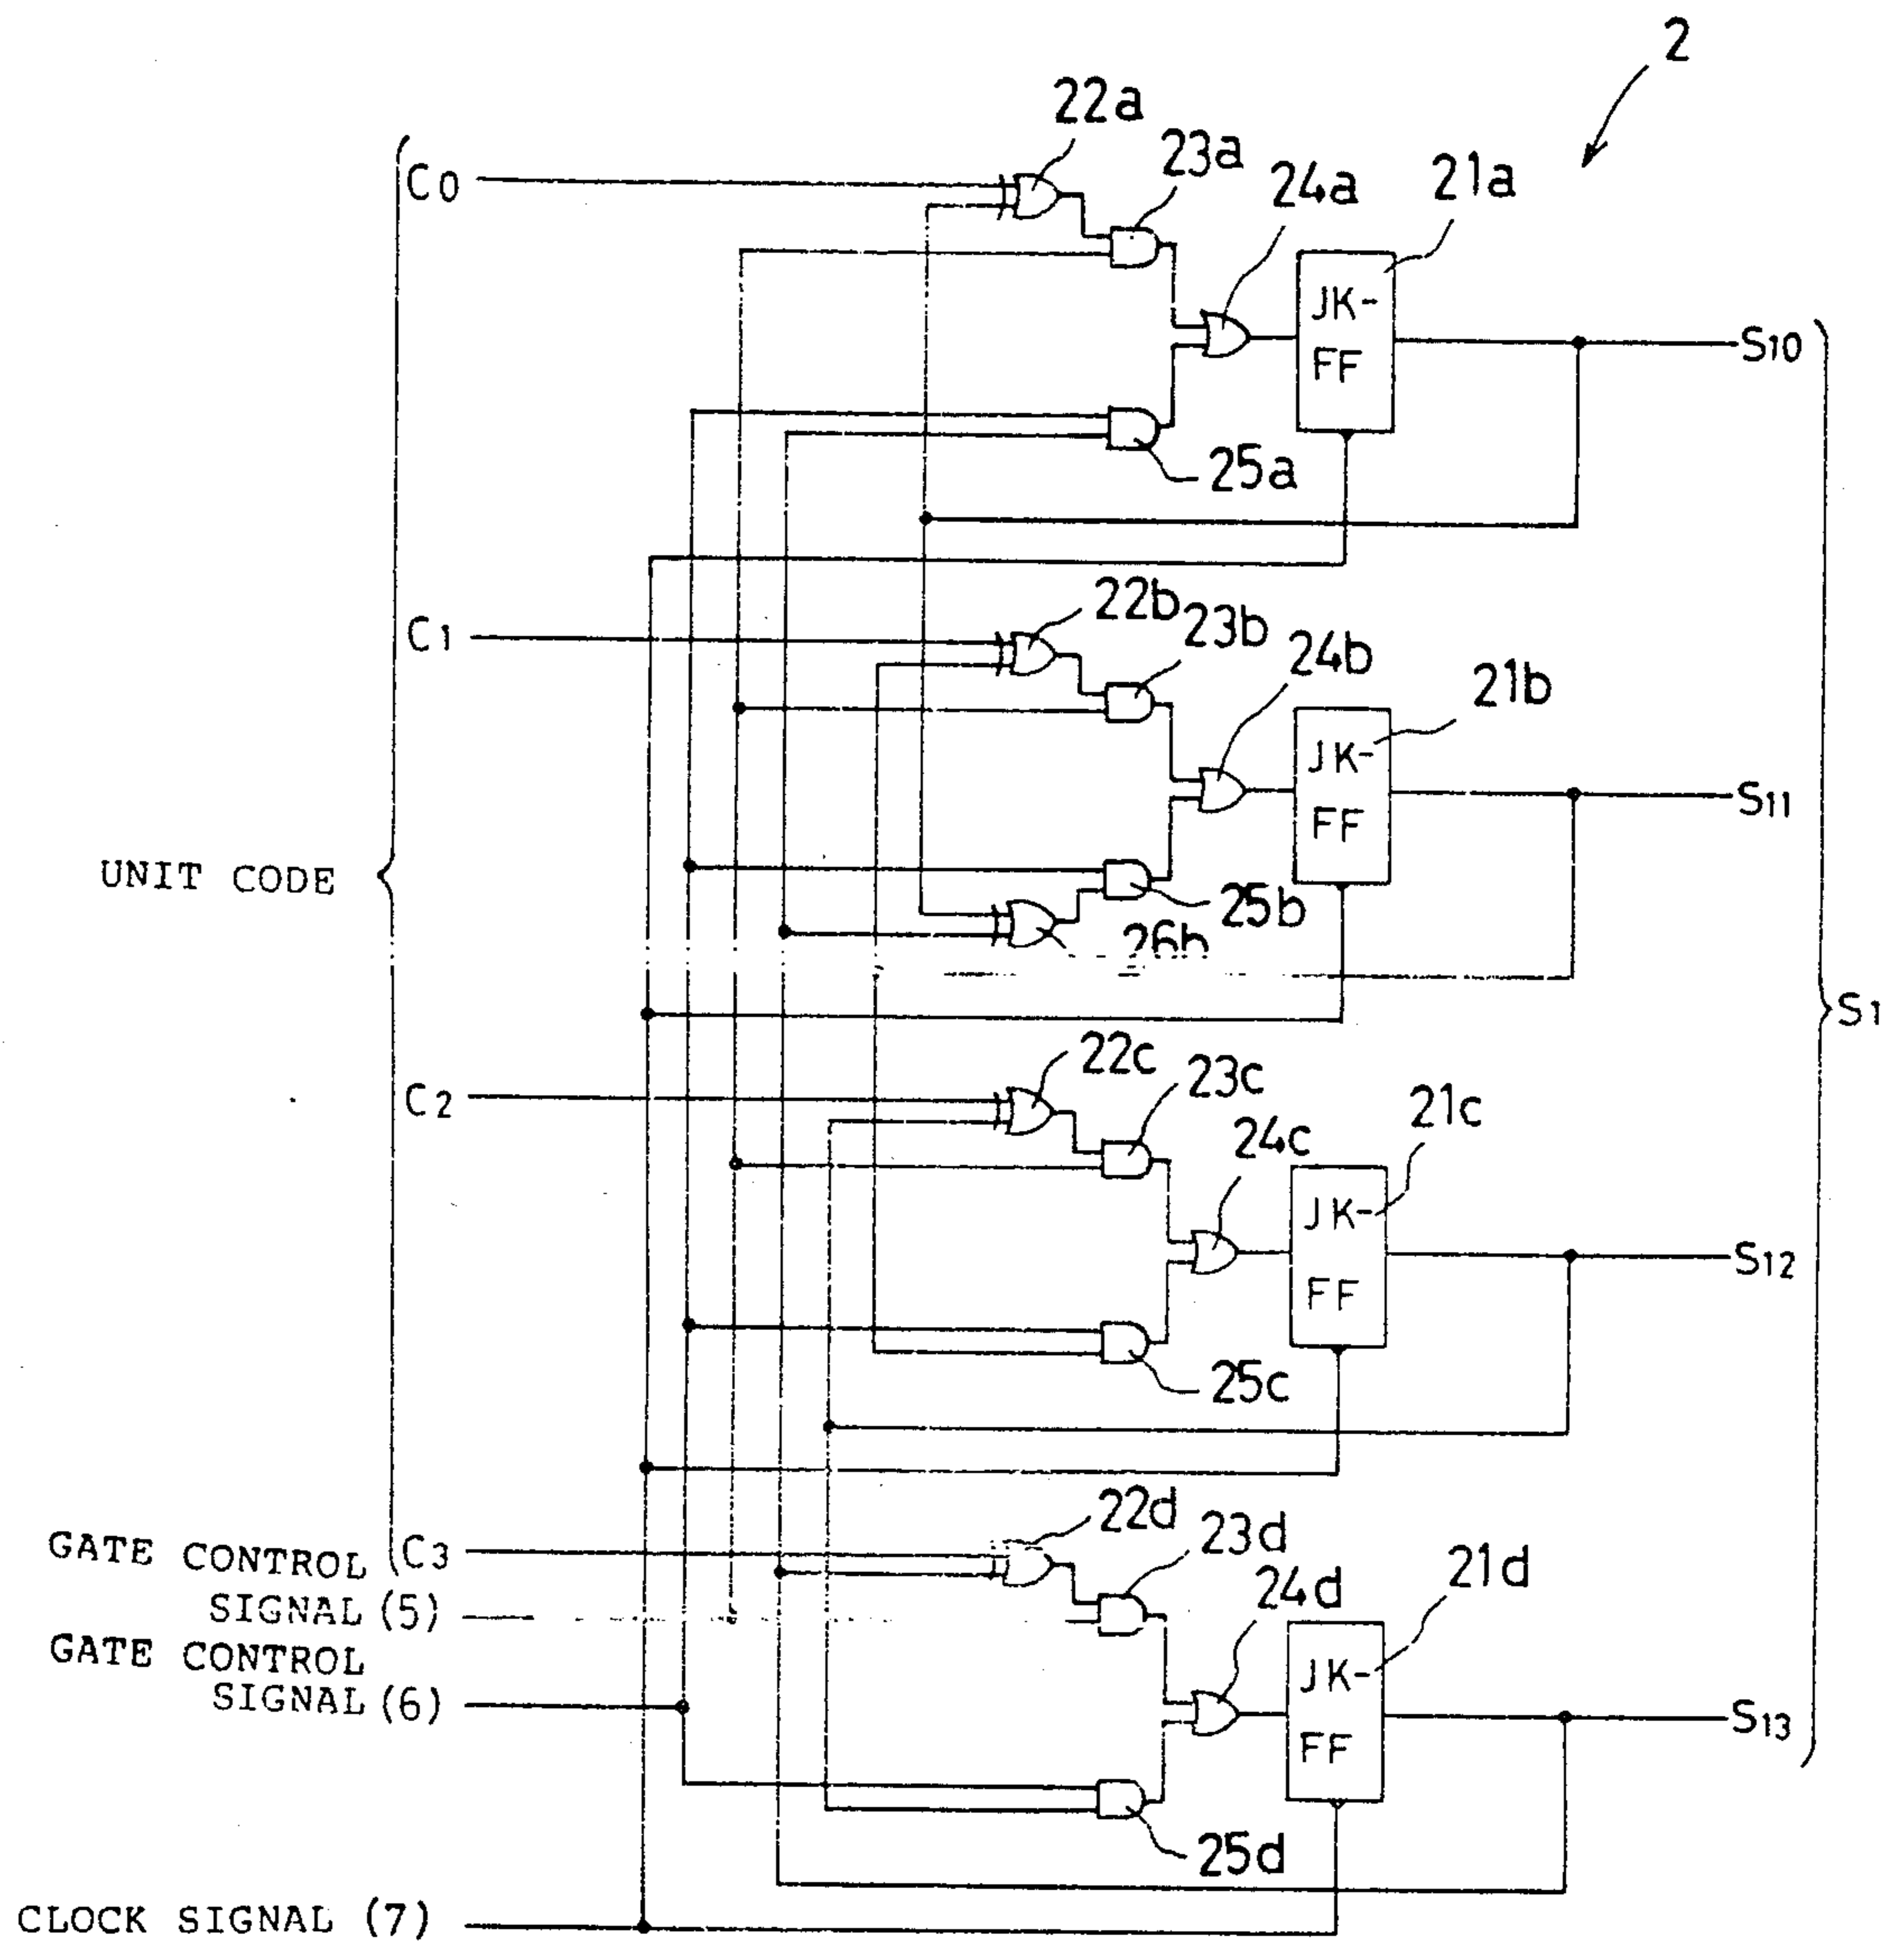 2
22a
23a
24a
21a
C0
JK-
FF
S10
25a
22b
23b
24b
21b
C1
JK-
FF
S11
UNIT CODE
25b
26b
S1
22c
23c
24c
21c
C2
JK-
FF
S12
25c
22d
23d
24d
21d
GATE CONTROL
SIGNAL (5)
C3
GATE CONTROL
SIGNAL (6)
JK-
FF
S13
25d
CLOCK SIGNAL (7)